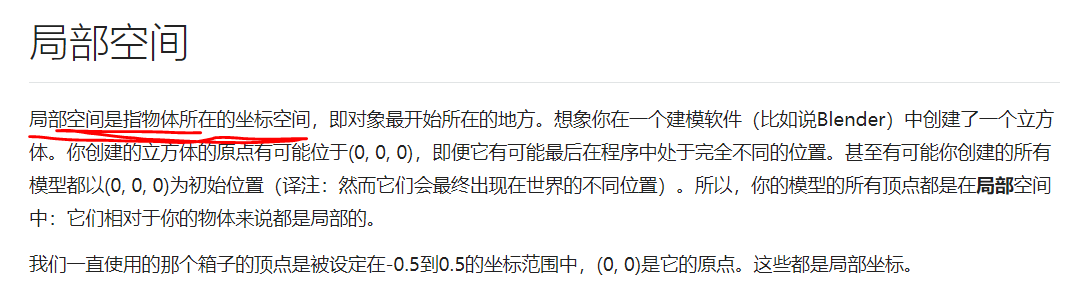 局部空间
局部空间是指物体所在的坐标空间，即对象最开始所在的地方。想象你在一个建模软件（比如说Blender）中创建了一个立方
体。你创建的立方体的原点有可能位于(0, 0, 0)，即便它有可能最后在程序中处于完全不同的位置。甚至有可能你创建的所有
模型都以(0, 0, 0)为初始位置（译注：然而它们会最终出现在世界的不同位置）。所以，你的模型的所有顶点都是在局部空间
中：它们相对于你的物体来说都是局部的。
我们一直使用的那个箱子的顶点是被设定在-0.5到0.5的坐标范围中，(0, 0)是它的原点。这些都是局部坐标。